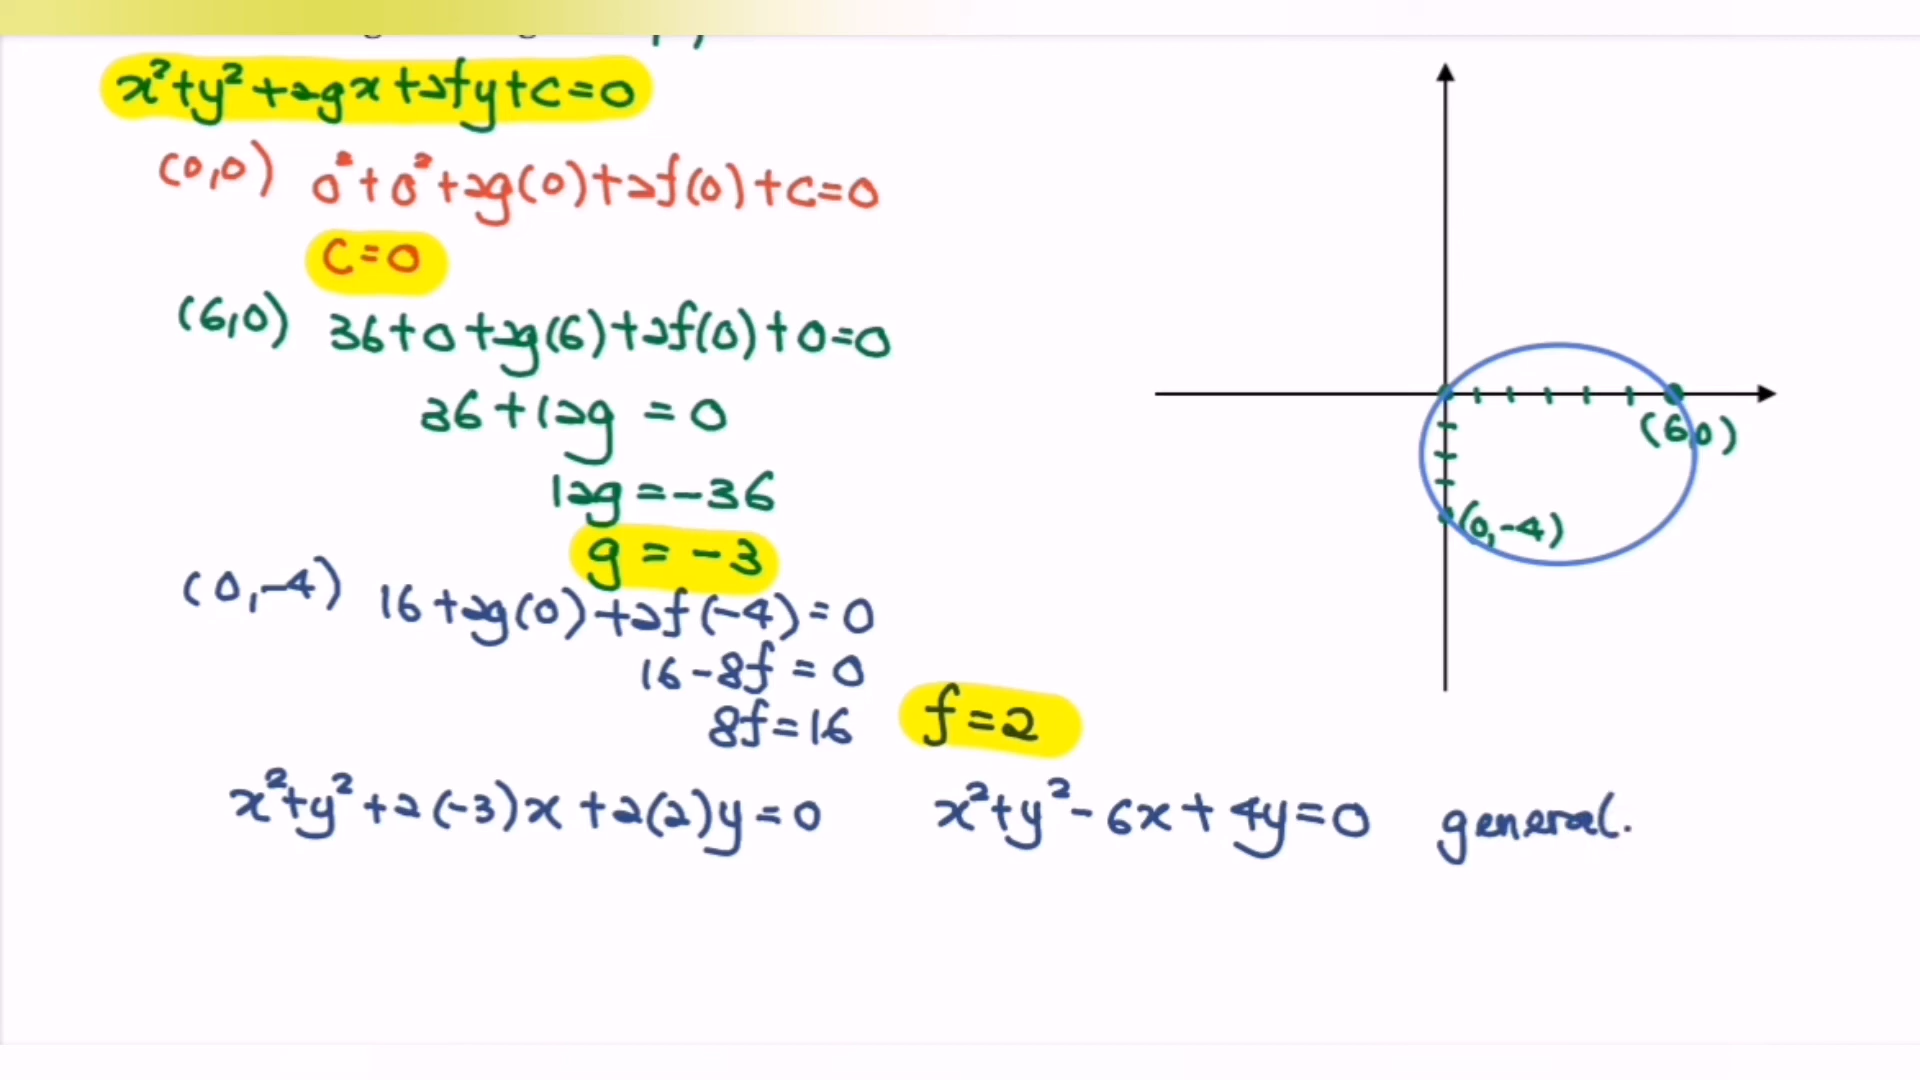 x²+y²+2gx+2fy+c=0
(0,0) 0²+0²+2g(0)+2f(0)+c=0
c=0
(6,0) 36+0+2g(6)+2f(0)+0=0
36+12g = 0
12g = -36
g = -3
(0,-4) 16+2g(0)+2f(-4)=0
16-8f = 0
8f=16 f=2
x²+y²+2(-3)x+2(2)y=0 x²+y²-6x+4y=0 general.
(6,0)
(0,-4)